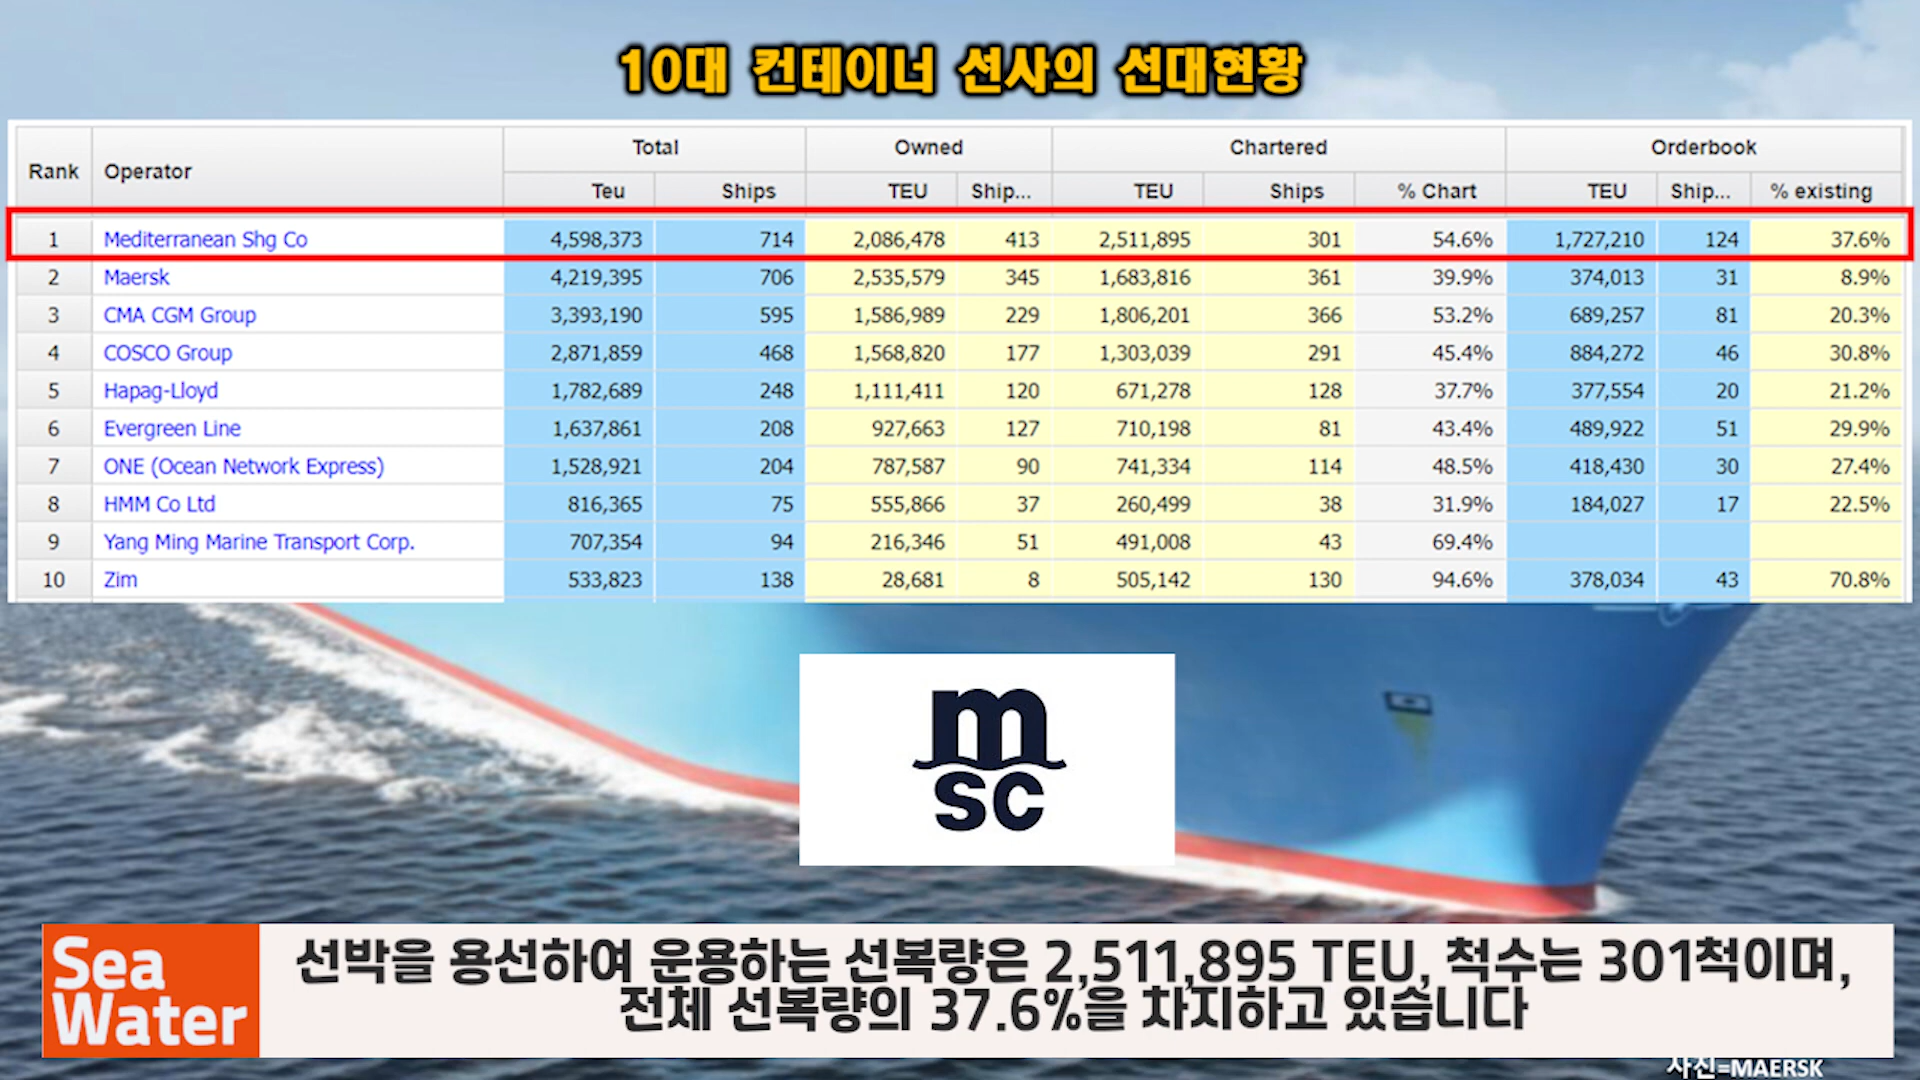 10대 컨테이너 선사의 선대현황
Rank Operator Total Owned Chartered Orderbook
Teu Ships TEU Ship... TEU Ships % Chart TEU Ship... % existing
1 Mediterranean Shg Co 4,598,373 714 2,086,478 413 2,511,895 301 54.6% 1,727,210 124 37.6%
2 Maersk 4,219,395 706 2,535,579 345 1,683,816 361 39.9% 374,013 31 8.9%
3 CMA CGM Group 3,393,190 595 1,586,989 229 1,806,201 366 53.2% 689,257 81 20.3%
4 COSCO Group 2,871,859 468 1,568,820 177 1,303,039 291 45.4% 884,272 46 30.8%
5 Hapag-Lloyd 1,782,689 248 1,111,411 120 671,278 128 37.7% 377,554 20 21.2%
6 Evergreen Line 1,637,861 208 927,663 127 710,198 81 43.4% 489,922 51 29.9%
7 ONE (Ocean Network Express) 1,528,921 204 787,587 90 741,334 114 48.5% 418,430 30 27.4%
8 HMM Co Ltd 816,365 75 555,866 37 260,499 38 31.9% 184,027 17 22.5%
9 Yang Ming Marine Transport Corp. 707,354 94 216,346 51 491,008 43 69.4%
10 Zim 533,823 138 28,681 8 505,142 130 94.6% 378,034 43 70.8%
m
sc
Sea
Water
선박을 용선하여 운용하는 선복량은 2,511,895 TEU, 척수는 301척이며,
전체 선복량의 37.6%을 차지하고 있습니다
사진=MAERSK